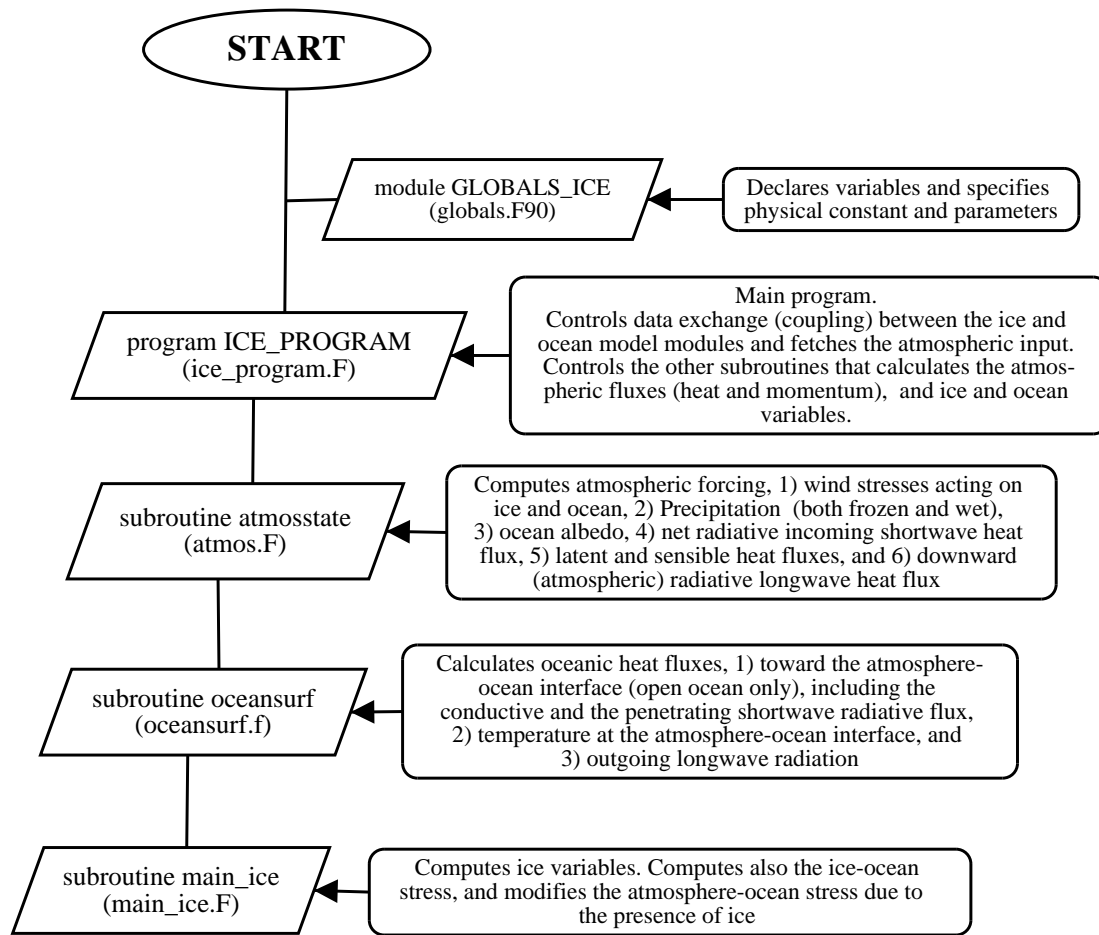 START
module GLOBALS_ICE
(globals.F90)
Declares variables and specifies
physical constant and parameters
program ICE_PROGRAM
(ice_program.F)
Main program.
Controls data exchange (coupling) between the ice and
ocean model modules and fetches the atmospheric input.
Controls the other subroutines that calculates the atmos-
pheric fluxes (heat and momentum), and ice and ocean
variables.
subroutine atmosstate
(atmos.F)
Computes atmospheric forcing, 1) wind stresses acting on
ice and ocean, 2) Precipitation (both frozen and wet),
3) ocean albedo, 4) net radiative incoming shortwave heat
flux, 5) latent and sensible heat fluxes, and 6) downward
(atmospheric) radiative longwave heat flux
subroutine oceansurf
(oceansurf.f)
Calculates oceanic heat fluxes, 1) toward the atmosphere-
ocean interface (open ocean only), including the
conductive and the penetrating shortwave radiative flux,
2) temperature at the atmosphere-ocean interface, and
3) outgoing longwave radiation
subroutine main_ice
(main_ice.F)
Computes ice variables. Computes also the ice-ocean
stress, and modifies the atmosphere-ocean stress due to
the presence of ice